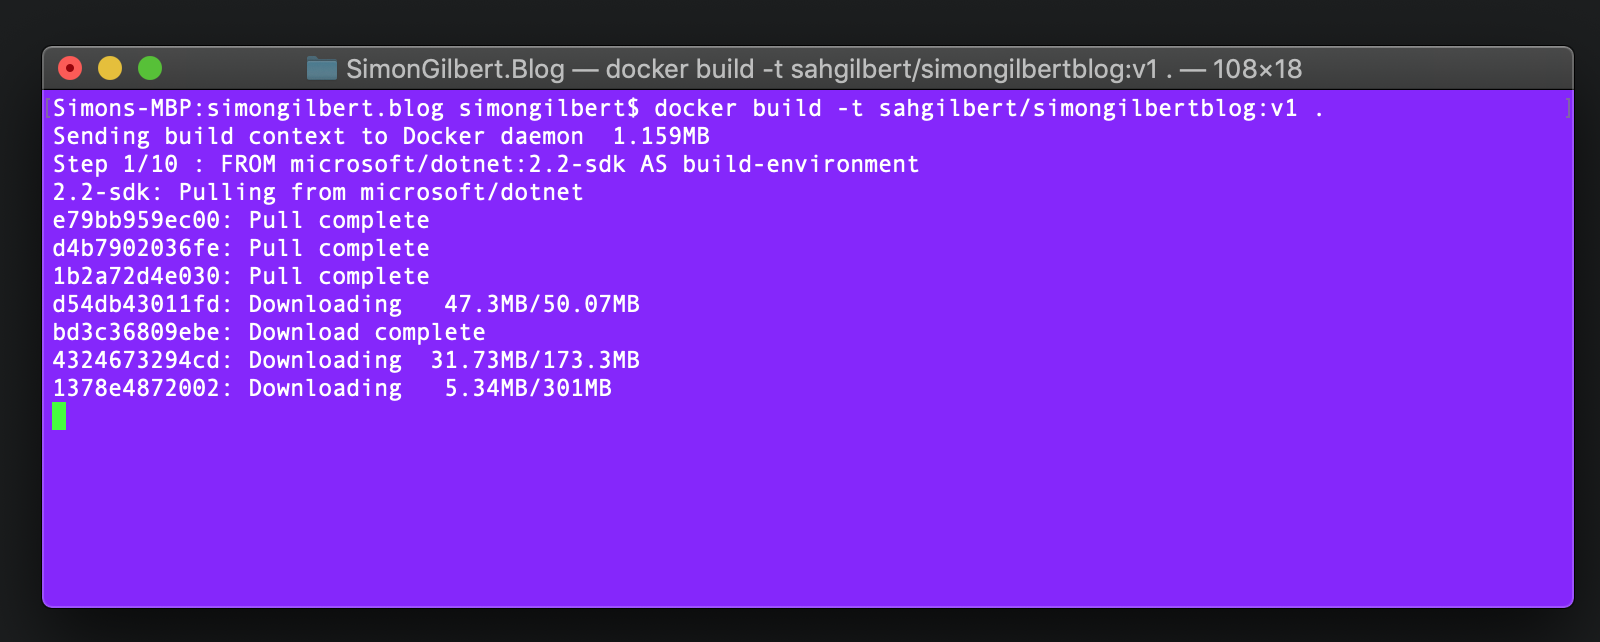 SimonGilbert.Blog — docker build -t sahgilbert/simongilbertblog:v1 . — 108×18
[Simons-MBP:simongilbert.blog simongilbert$ docker build -t sahgilbert/simongilbertblog:v1 . ]
Sending build context to Docker daemon  1.159MB
Step 1/10 : FROM microsoft/dotnet:2.2-sdk AS build-environment
2.2-sdk: Pulling from microsoft/dotnet
e79bb959ec00: Pull complete
d4b7902036fe: Pull complete
1b2a72d4e030: Pull complete
d54db43011fd: Downloading   47.3MB/50.07MB
bd3c36809ebe: Download complete
4324673294cd: Downloading  31.73MB/173.3MB
1378e4872002: Downloading   5.34MB/301MB